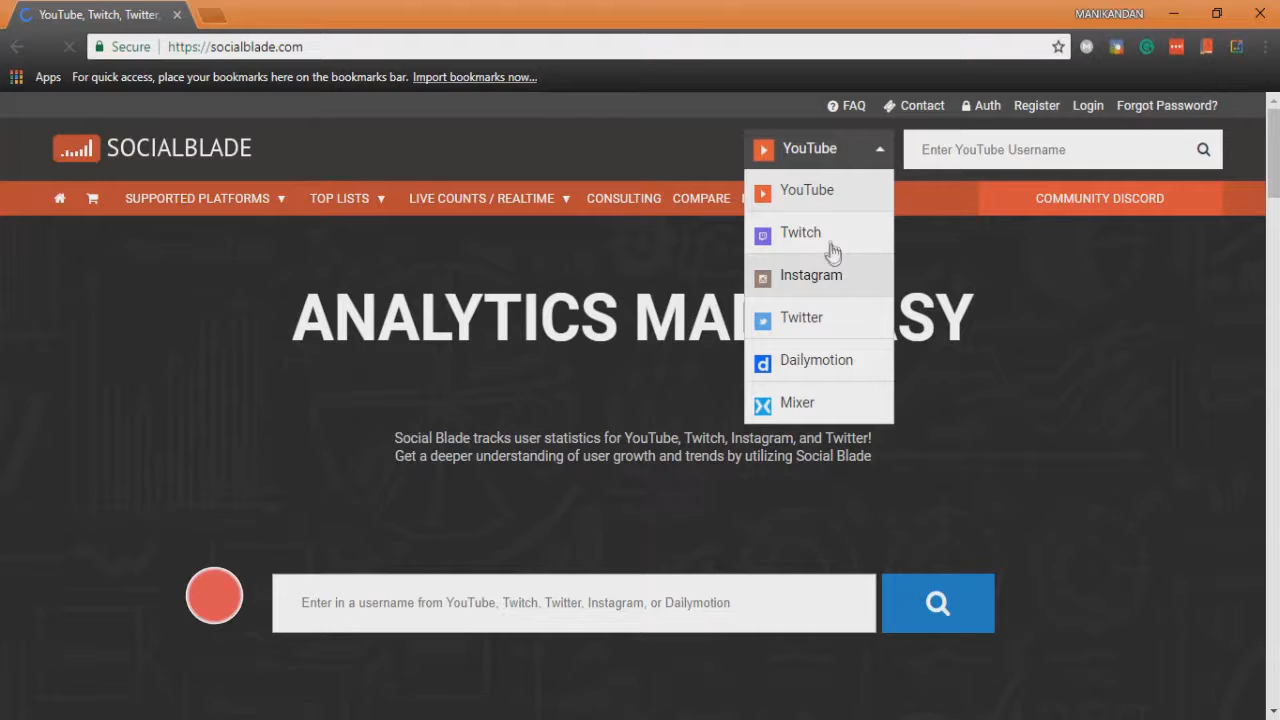 YouTube, Twitch, Twitter,
MANIKANDAN
Secure https://socialblade.com
Apps For quick access, place your bookmarks here on the bookmarks bar. Import bookmarks now...
FAQ Contact Auth Register Login Forgot Password?
SOCIALBLADE
YouTube
Enter YouTube Username
SUPPORTED PLATFORMS TOP LISTS LIVE COUNTS / REALTIME CONSULTING COMPARE
COMMUNITY DISCORD
YouTube
Twitch
Instagram
Twitter
Dailymotion
Mixer
ANALYTICS
Social Blade tracks user statistics for YouTube, Twitch, Instagram, and Twitter!
Get a deeper understanding of user growth and trends by utilizing Social Blade
Enter in a username from YouTube, Twitch, Twitter, Instagram, or Dailymotion